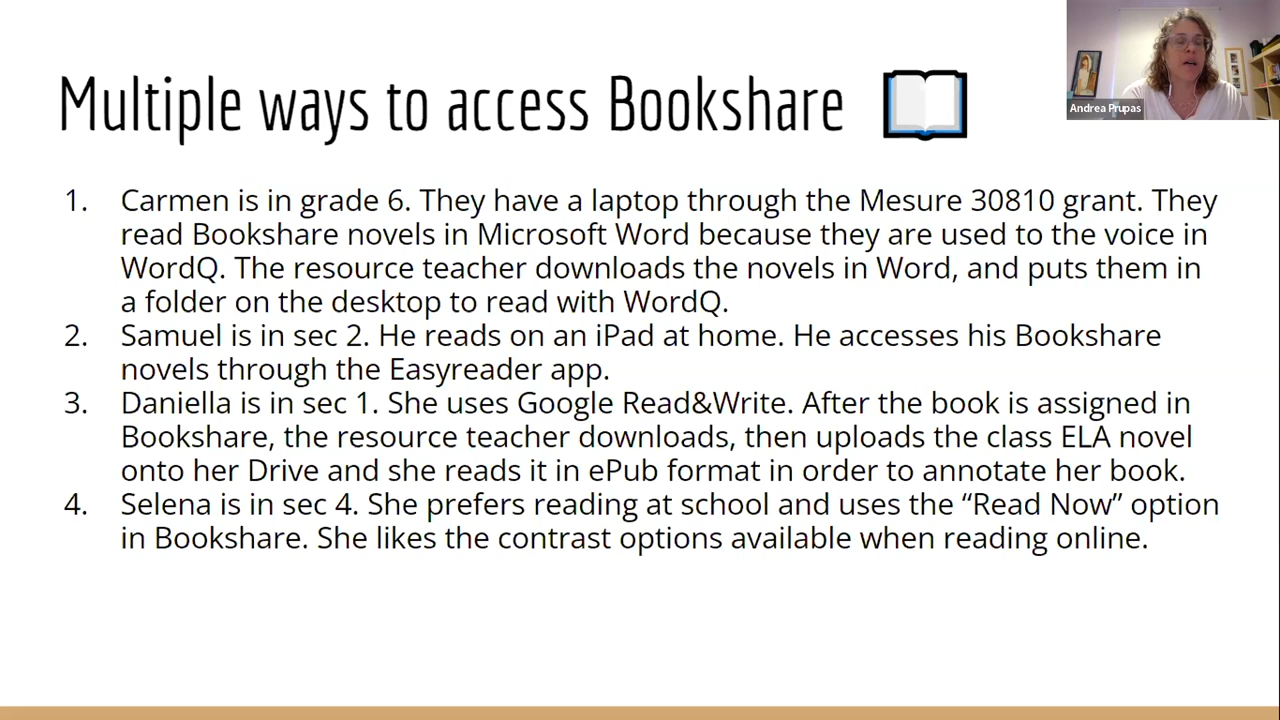 Multiple ways to access Bookshare
Andrea Prupas
1. Carmen is in grade 6. They have a laptop through the Mesure 30810 grant. They
read Bookshare novels in Microsoft Word because they are used to the voice in
WordQ. The resource teacher downloads the novels in Word, and puts them in
a folder on the desktop to read with WordQ.
2. Samuel is in sec 2. He reads on an iPad at home. He accesses his Bookshare
novels through the Easyreader app.
3. Daniella is in sec 1. She uses Google Read&Write. After the book is assigned in
Bookshare, the resource teacher downloads, then uploads the class ELA novel
onto her Drive and she reads it in ePub format in order to annotate her book.
4. Selena is in sec 4. She prefers reading at school and uses the “Read Now” option
in Bookshare. She likes the contrast options available when reading online.